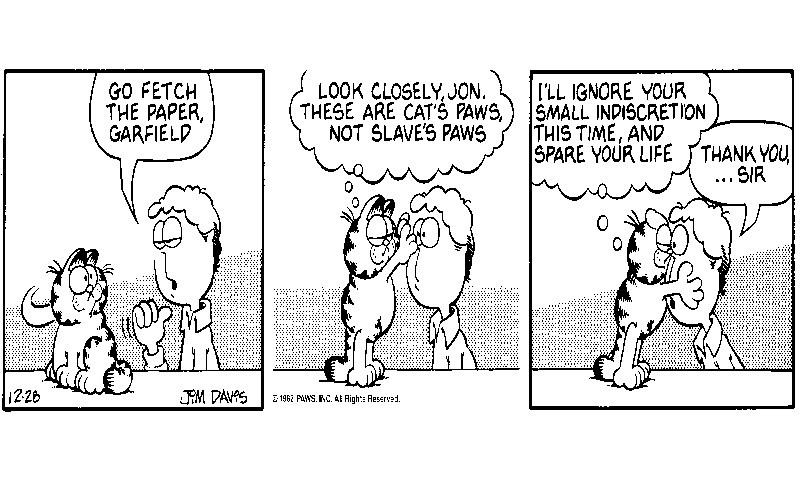 GO FETCH
THE PAPER,
GARFIELD
12-28
JIM DAVIS
LOOK CLOSELY, JON.
THESE ARE CAT'S PAWS,
NOT SLAVE'S PAWS
© 1982 PAWS, INC. All Rights Reserved.
I'LL IGNORE YOUR
SMALL INDISCRETION
THIS TIME, AND
SPARE YOUR LIFE
THANK YOU,
...SIR